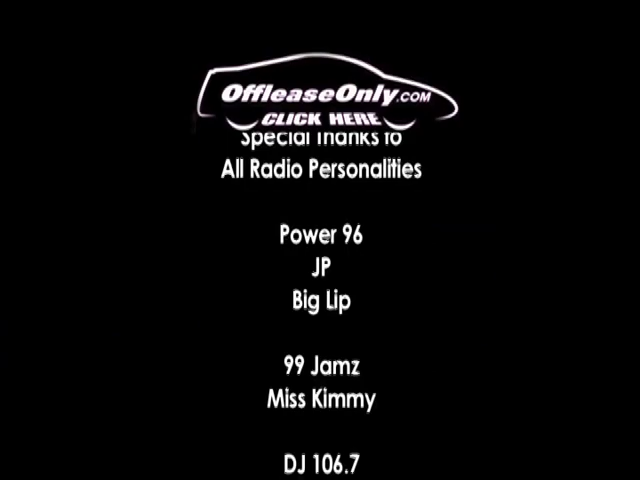 OffleaseOnly.com
CLICK HERE
Special Thanks to
All Radio Personalities
Power 96
JP
Big Lip
99 Jamz
Miss Kimmy
DJ 106.7